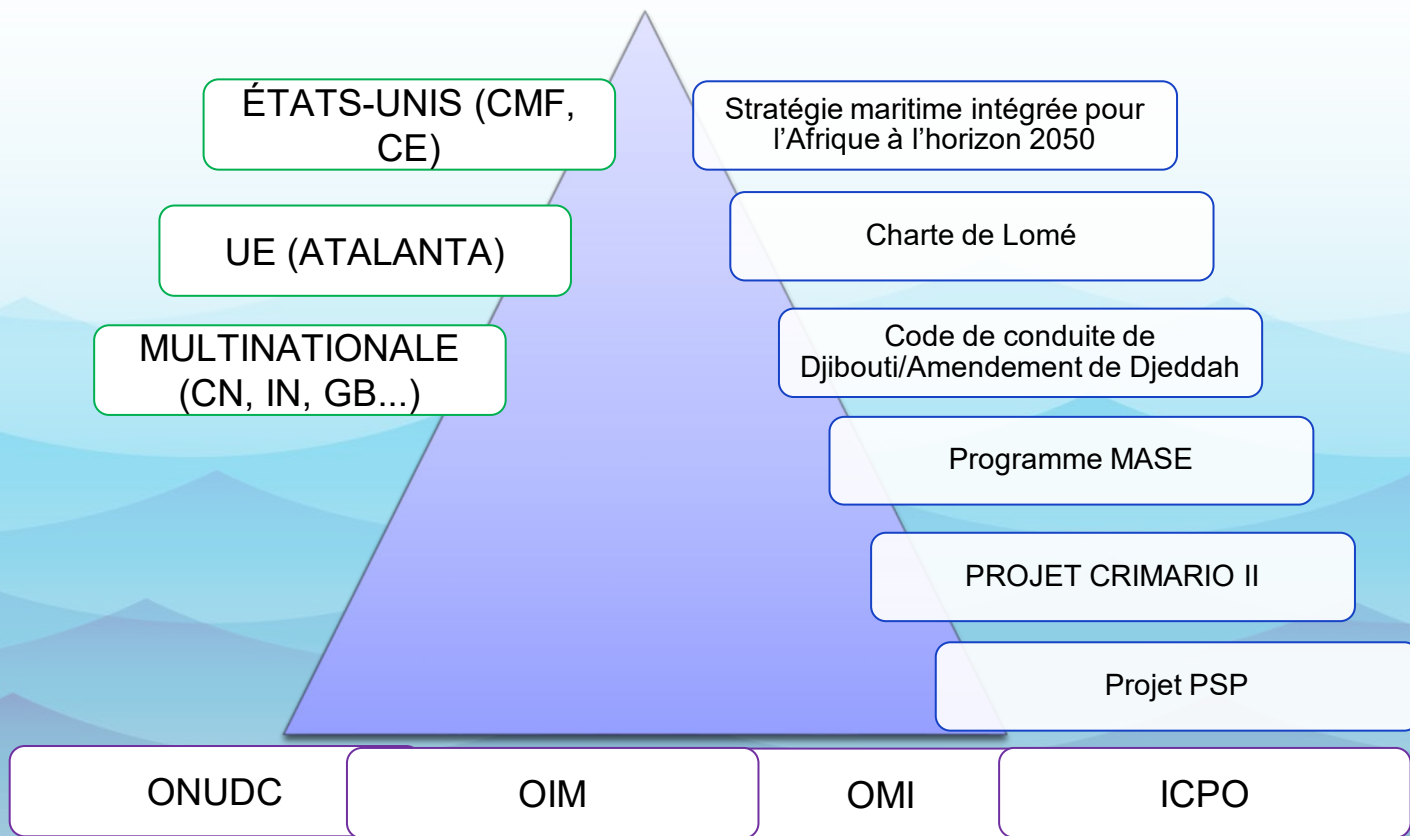 ÉTATS-UNIS (CMF,
CE)
Stratégie maritime intégrée pour
l’Afrique à l’horizon 2050
UE (ATALANTA)
Charte de Lomé
MULTINATIONALE
(CN, IN, GB...)
Code de conduite de
Djibouti/Amendement de Djeddah
Programme MASE
PROJET CRIMARIO II
Projet PSP
ONUDC
OIM
OMI
ICPO